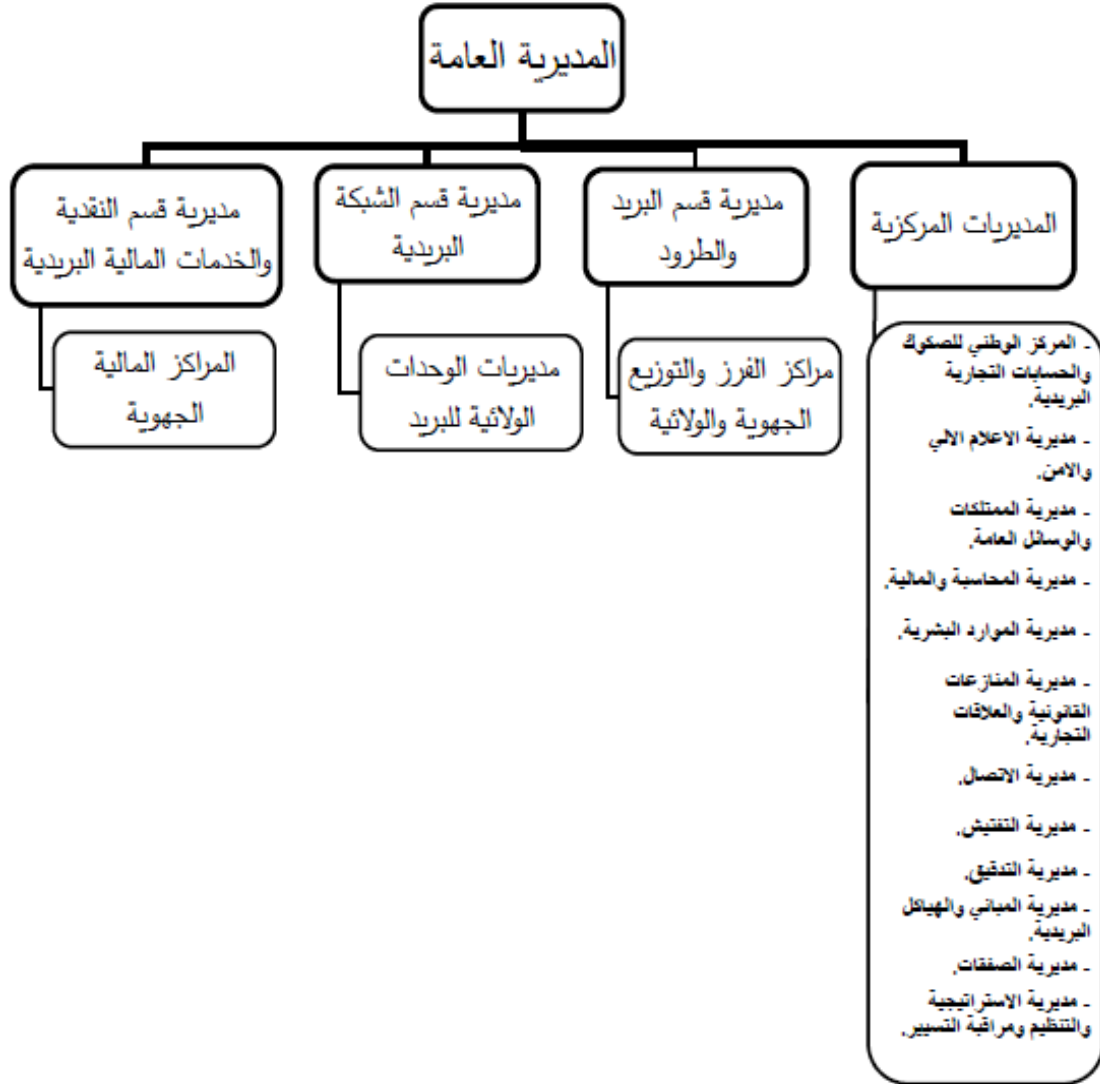 المديرية العامة
المديريات المركزية
مديرية قسم البريد
والطرود
مديرية قسم الشبكة
البريدية
مديرية قسم النقدية
والخدمات المالية البريدية
- المركز الوطني للصكوك
والحسابات التجارية
البريدية.
- مديرية الاعلام الالي
والامن.
- مديرية الممتلكات
والوسائل العامة.
- مديرية المحاسبة والمالية.
- مديرية الموارد البشرية.
- مديرية المنازعات
القانونية والعلاقات
التجارية.
- مديرية الاتصال.
- مديرية التفتيش.
- مديرية التدقيق.
- مديرية المباني والهياكل
البريدية.
- مديرية الصفقات.
- مديرية الاستراتيجية
والتنظيم ومراقبة التسيير.
مراكز الفرز والتوزيع
الجهوية والولائية
مديريات الوحدات
الولائية للبريد
المراكز المالية
الجهوية